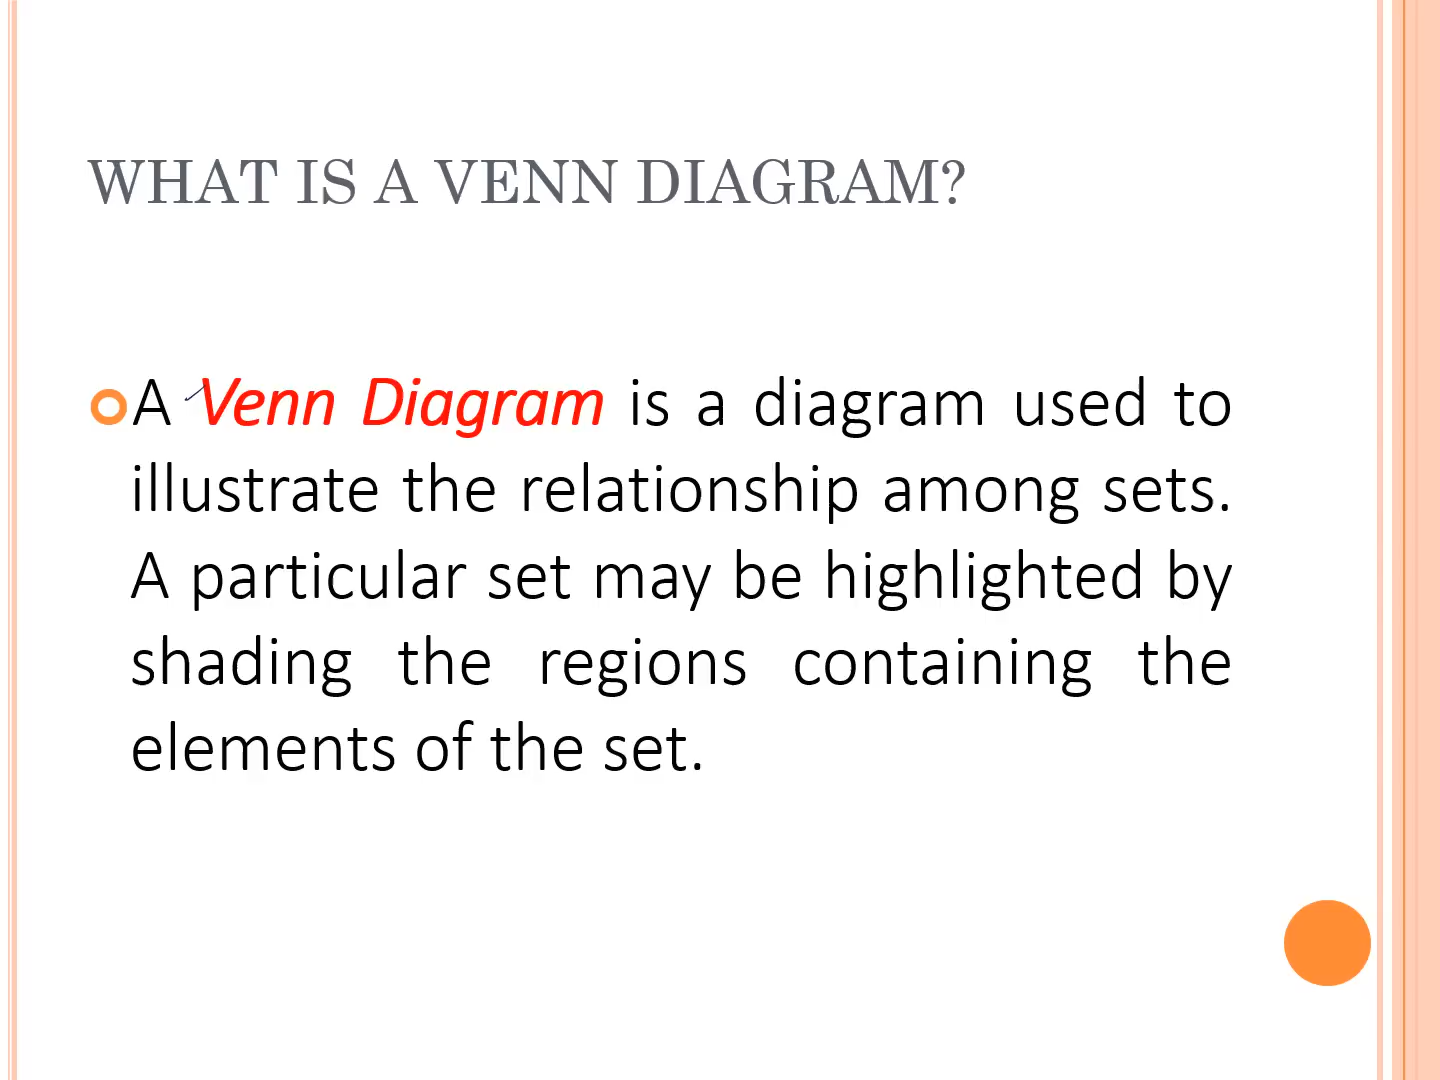 WHAT IS A VENN DIAGRAM?
A Venn Diagram is a diagram used to
illustrate the relationship among sets.
A particular set may be highlighted by
shading the regions containing the
elements of the set.